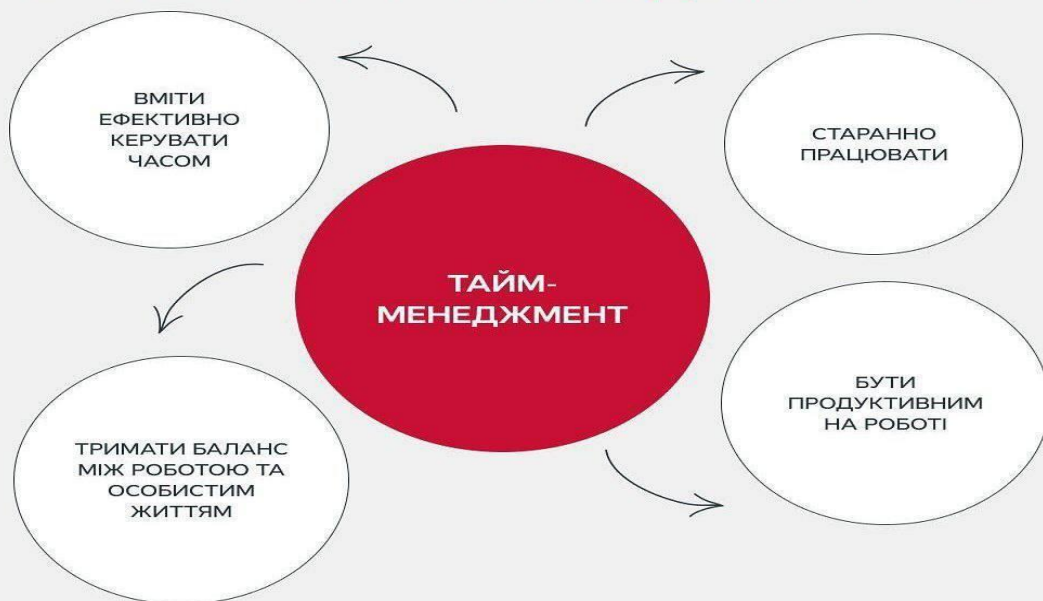 ВМІТИ
ЕФЕКТИВНО
КЕРУВАТИ
ЧАСОМ
СТАРАННО
ПРАЦЮВАТИ
ТАЙМ-
МЕНЕДЖМЕНТ
ТРИМАТИ БАЛАНС
МІЖ РОБОТОЮ ТА
ОСОБИСТИМ
ЖИТТЯМ
БУТИ
ПРОДУКТИВНИМ
НА РОБОТІ